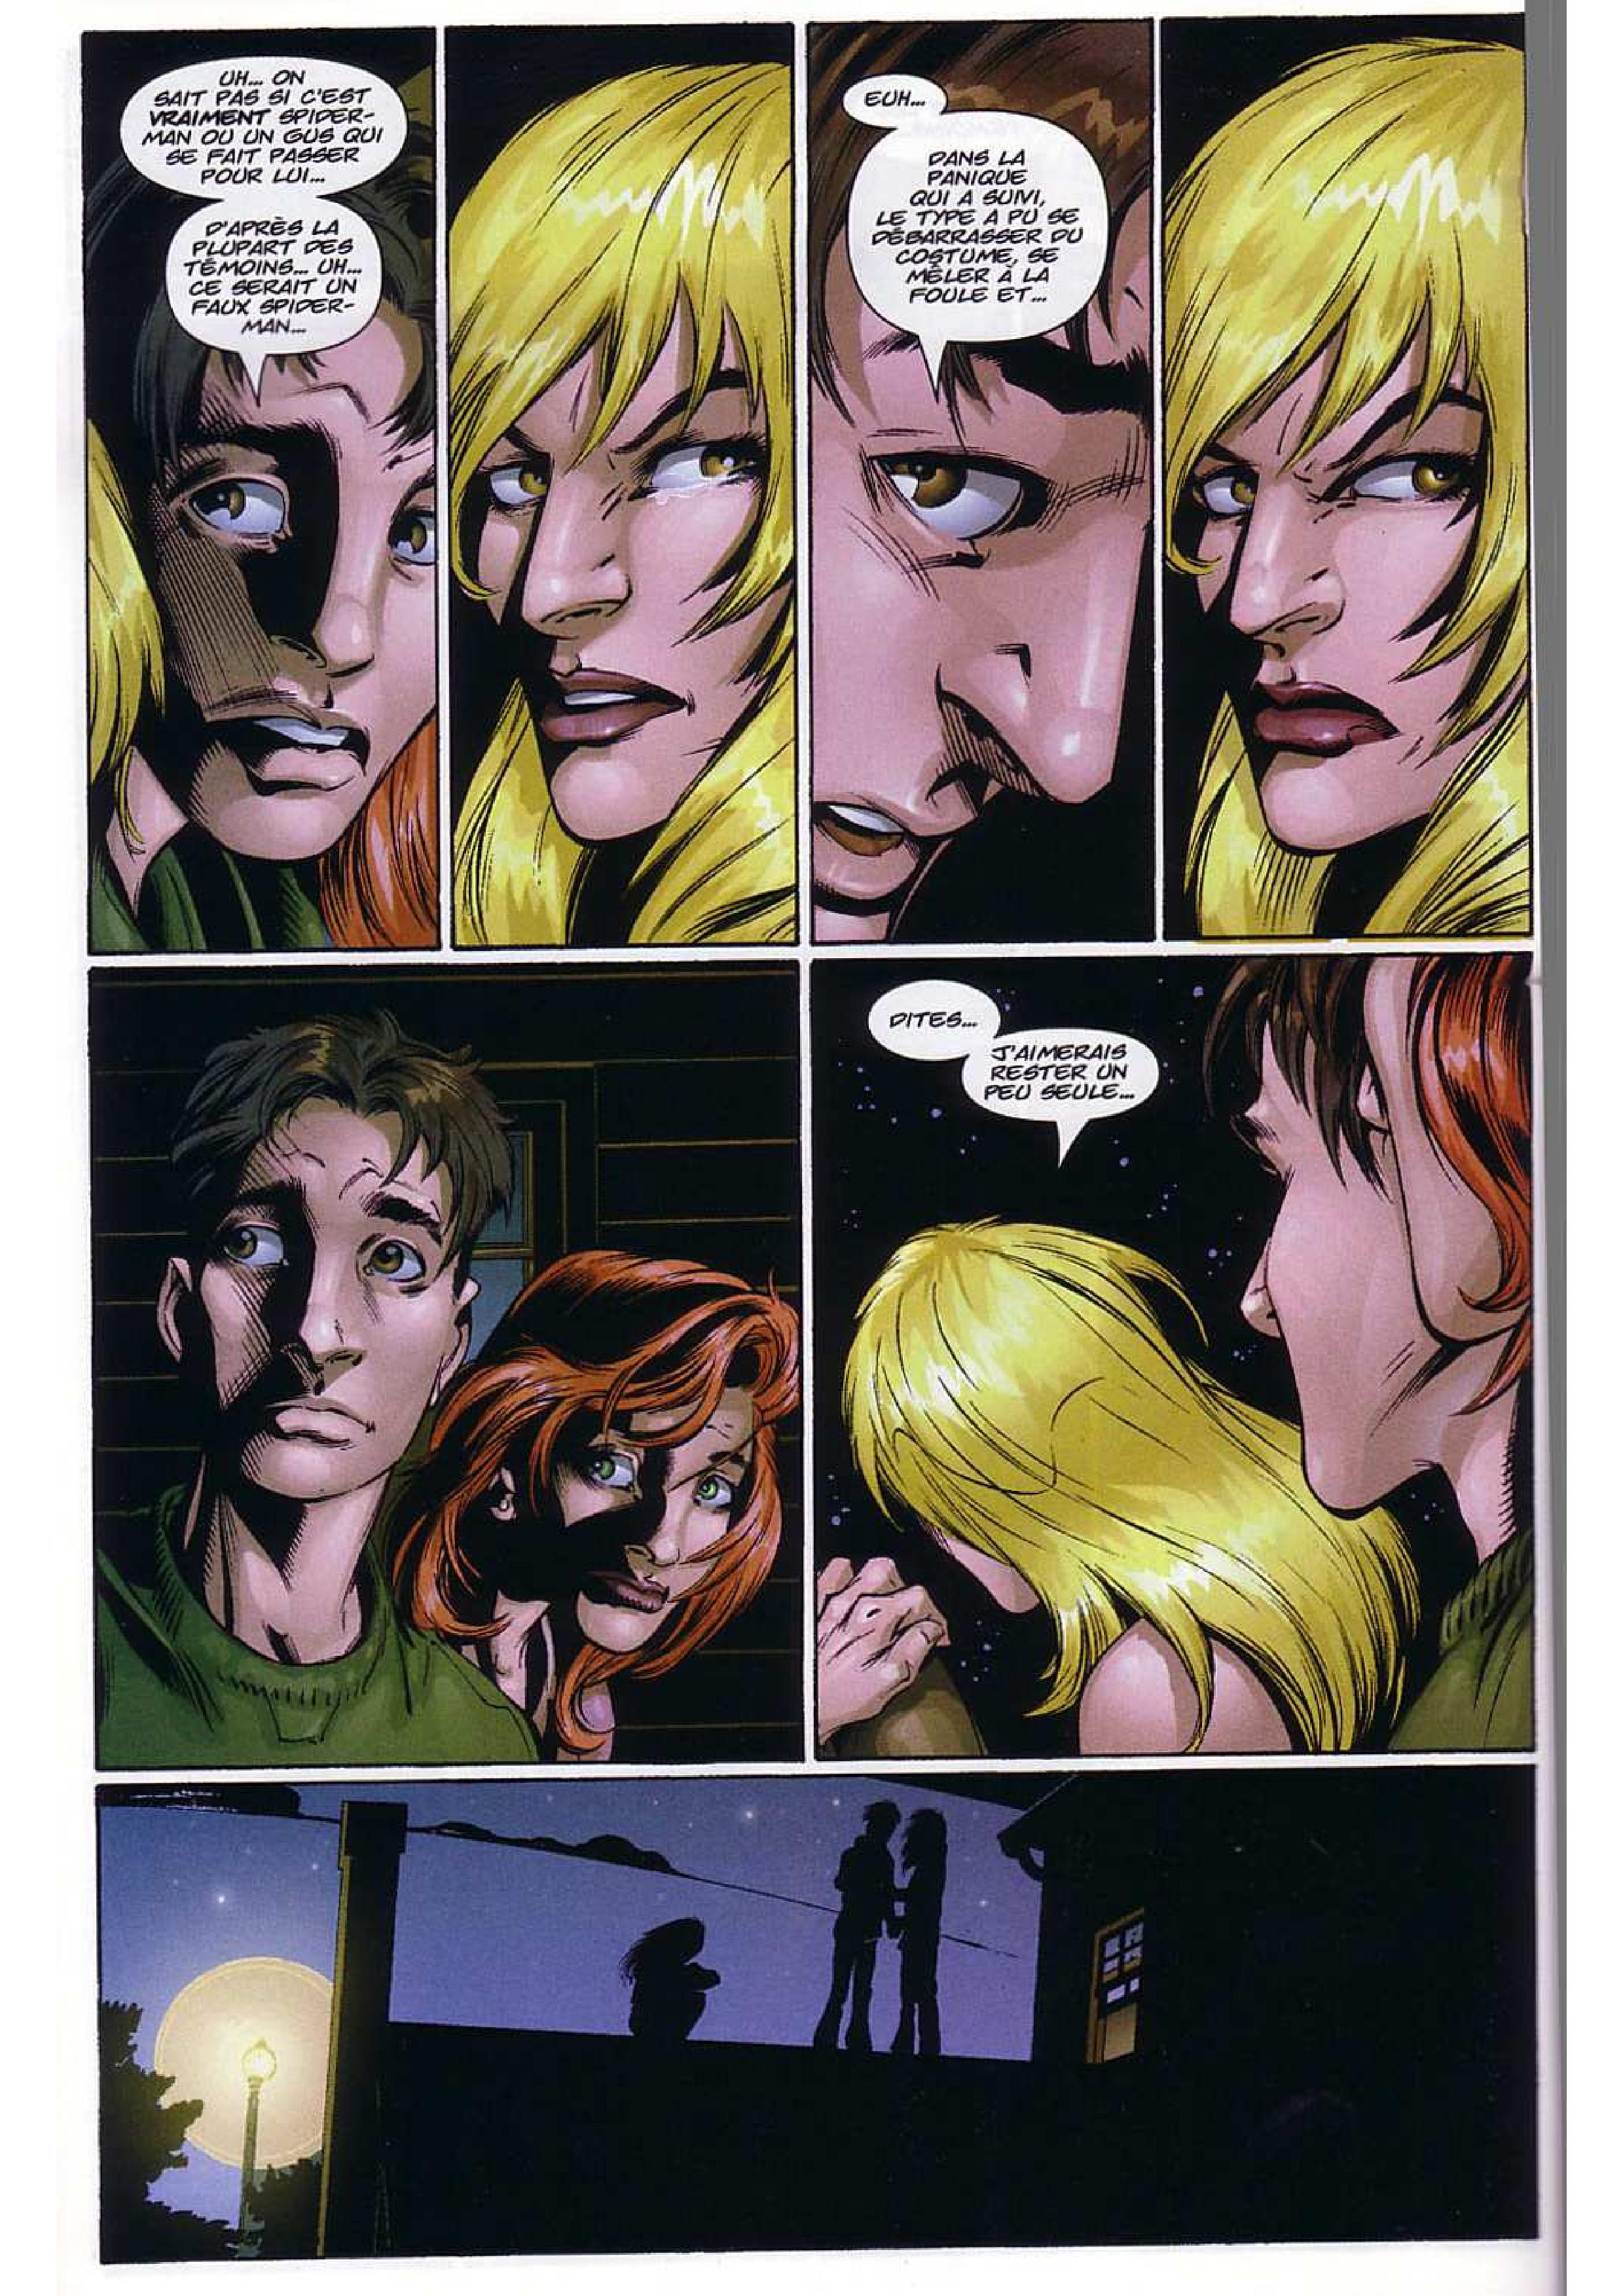 UH... ON
SAIT PAS SI C'EST
VRAIMENT SPIDER-
MAN OU UN GUS QUI
SE FAIT PASSER
POUR LUI...
D'APRÈS LA
PLUPART DES
TÉMOINS... UH...
CE SERAIT UN
FAUX SPIDER-
MAN...
EUH...
DANS LA
PANIQUE
QUI A SUIVI,
LE TYPE A PU SE
DÉBARRASSER DU
COSTUME, SE
MÊLER À LA
FOULE ET...
DITES...
J'AIMERAIS
RESTER UN
PEU SEULE...